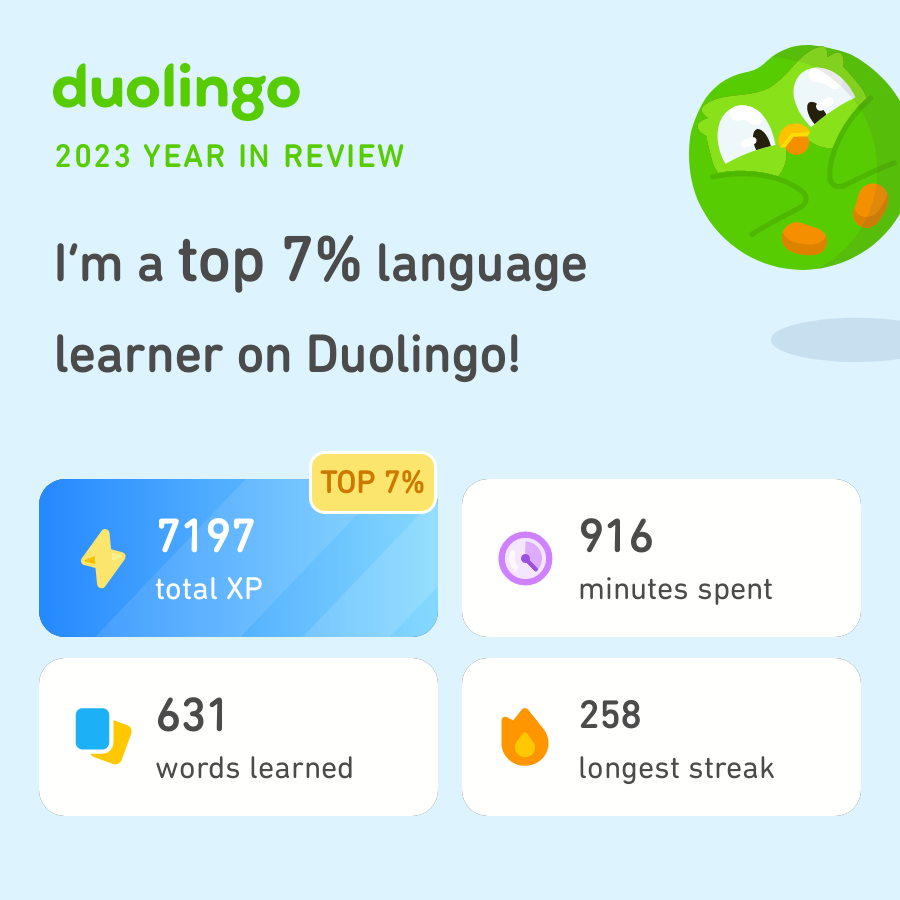 duolingo
2023 YEAR IN REVIEW
I'm a top 7% language
learner on Duolingo!
TOP 7%
7197
total XP
916
minutes spent
631
words learned
258
longest streak